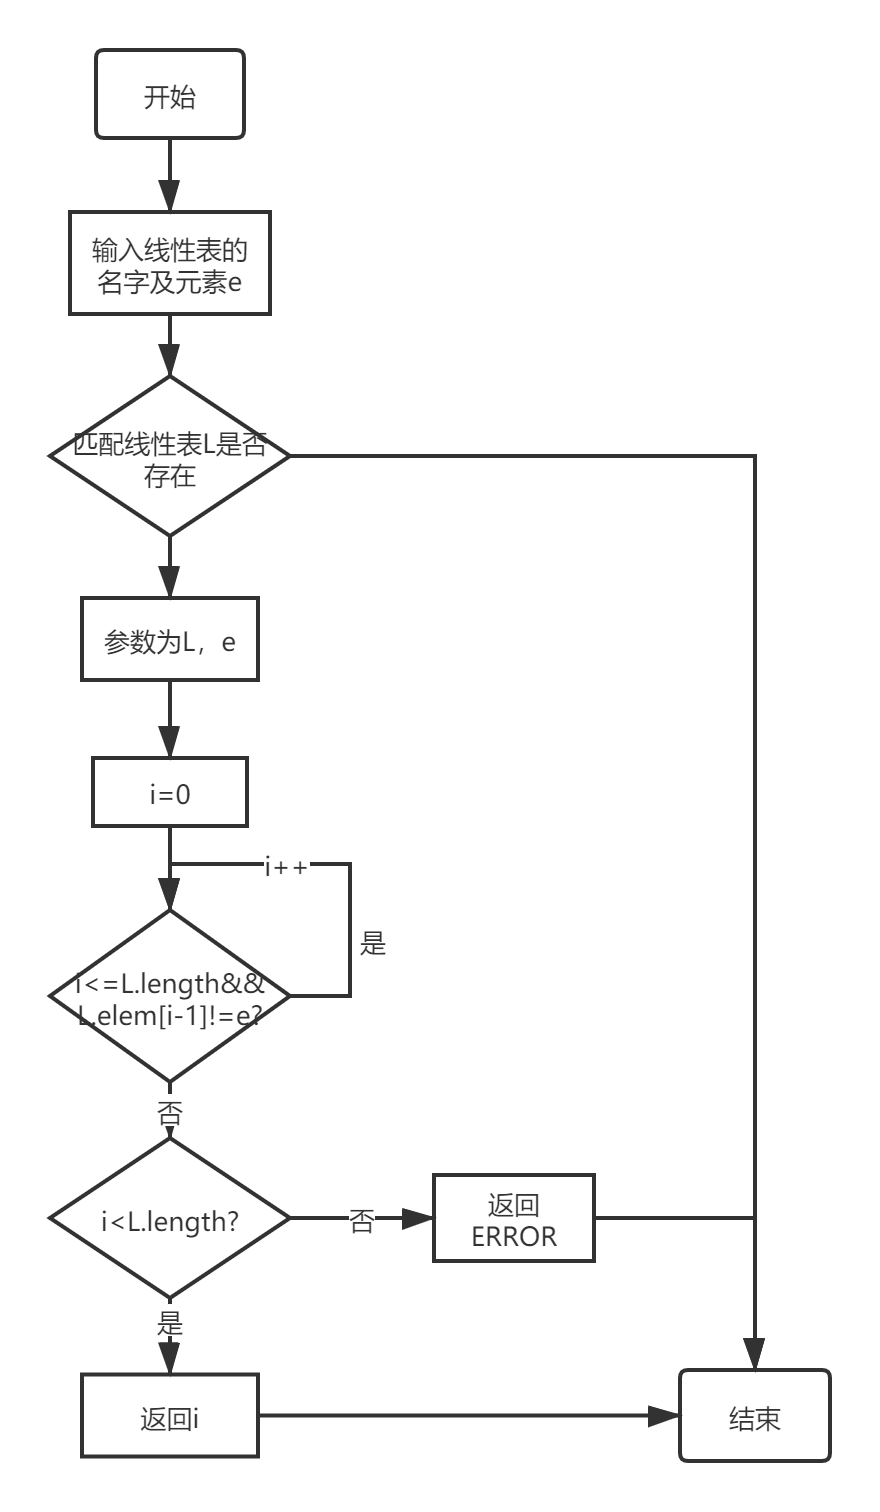 开始
输入线性表的
名字及元素e
匹配线性表L是否
存在
参数为L，e
i=0
i++
是
i<=L.length&&
L.elem[i-1]!=e?
否
i<L.length?
否
返回
ERROR
是
返回i
结束